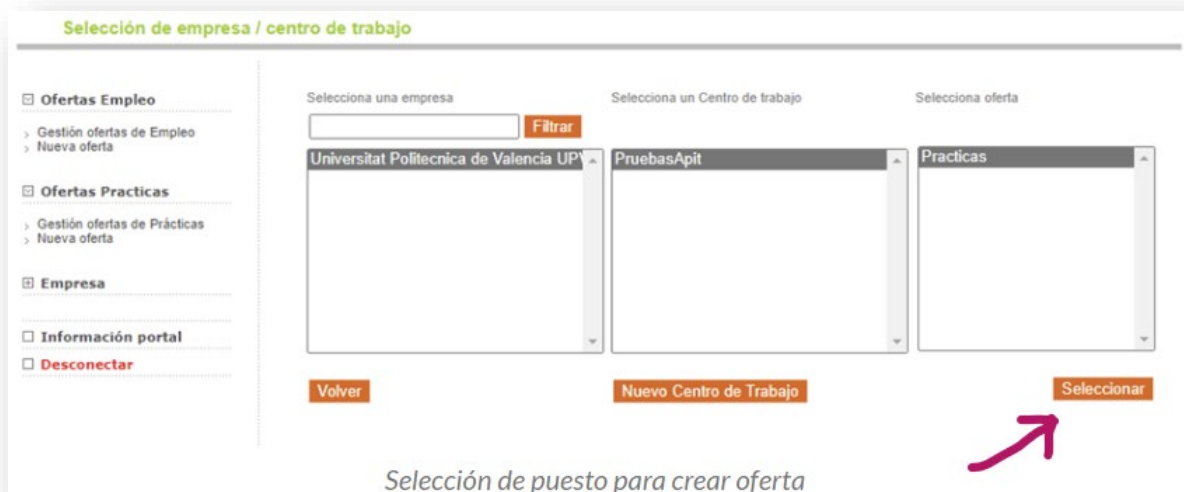 Selección de empresa / centro de trabajo
Ofertas Empleo
Gestión ofertas de Empleo
Nueva oferta
Ofertas Practicas
Gestión ofertas de Prácticas
Nueva oferta
Empresa
Información portal
Desconectar
Selecciona una empresa
Filtrar
Universitat Politecnica de Valencia UPV
Volver
Selecciona un Centro de trabajo
PruebasApit
Nuevo Centro de Trabajo
Selecciona oferta
Practicas
Seleccionar
Selección de puesto para crear oferta